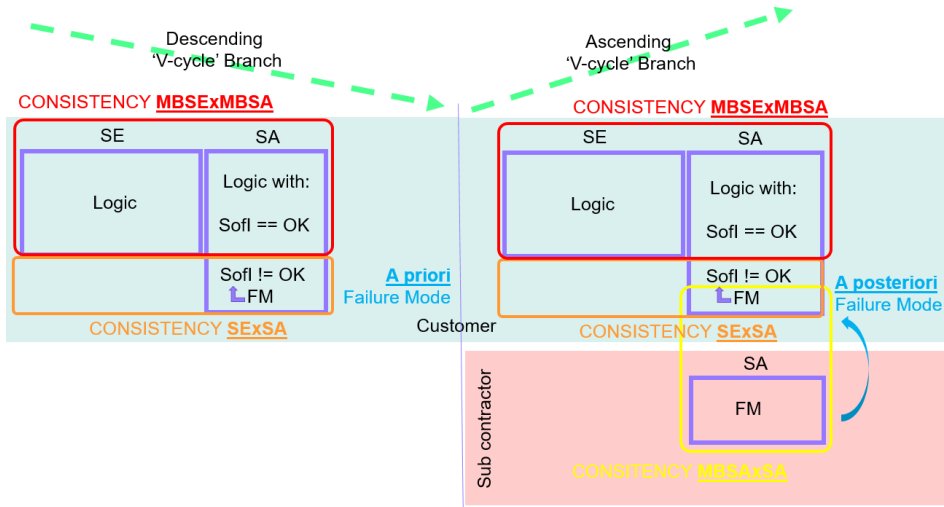 Descending
'V-cycle' Branch
Ascending
'V-cycle' Branch
CONSISTENCY MBSExMBSA
SE
SA
Logic
Logic with:
SofI == OK
SofI != OK
FM
A priori
Failure Mode
CONSISTENCY SExSA
Customer
CONSISTENCY MBSExMBSA
SE
SA
Logic
Logic with:
SofI == OK
SofI != OK
FM
A posteriori
Failure Mode
CONSISTENCY SExSA
Sub contractor
SA
FM
CONSITENCY MBSAxSA